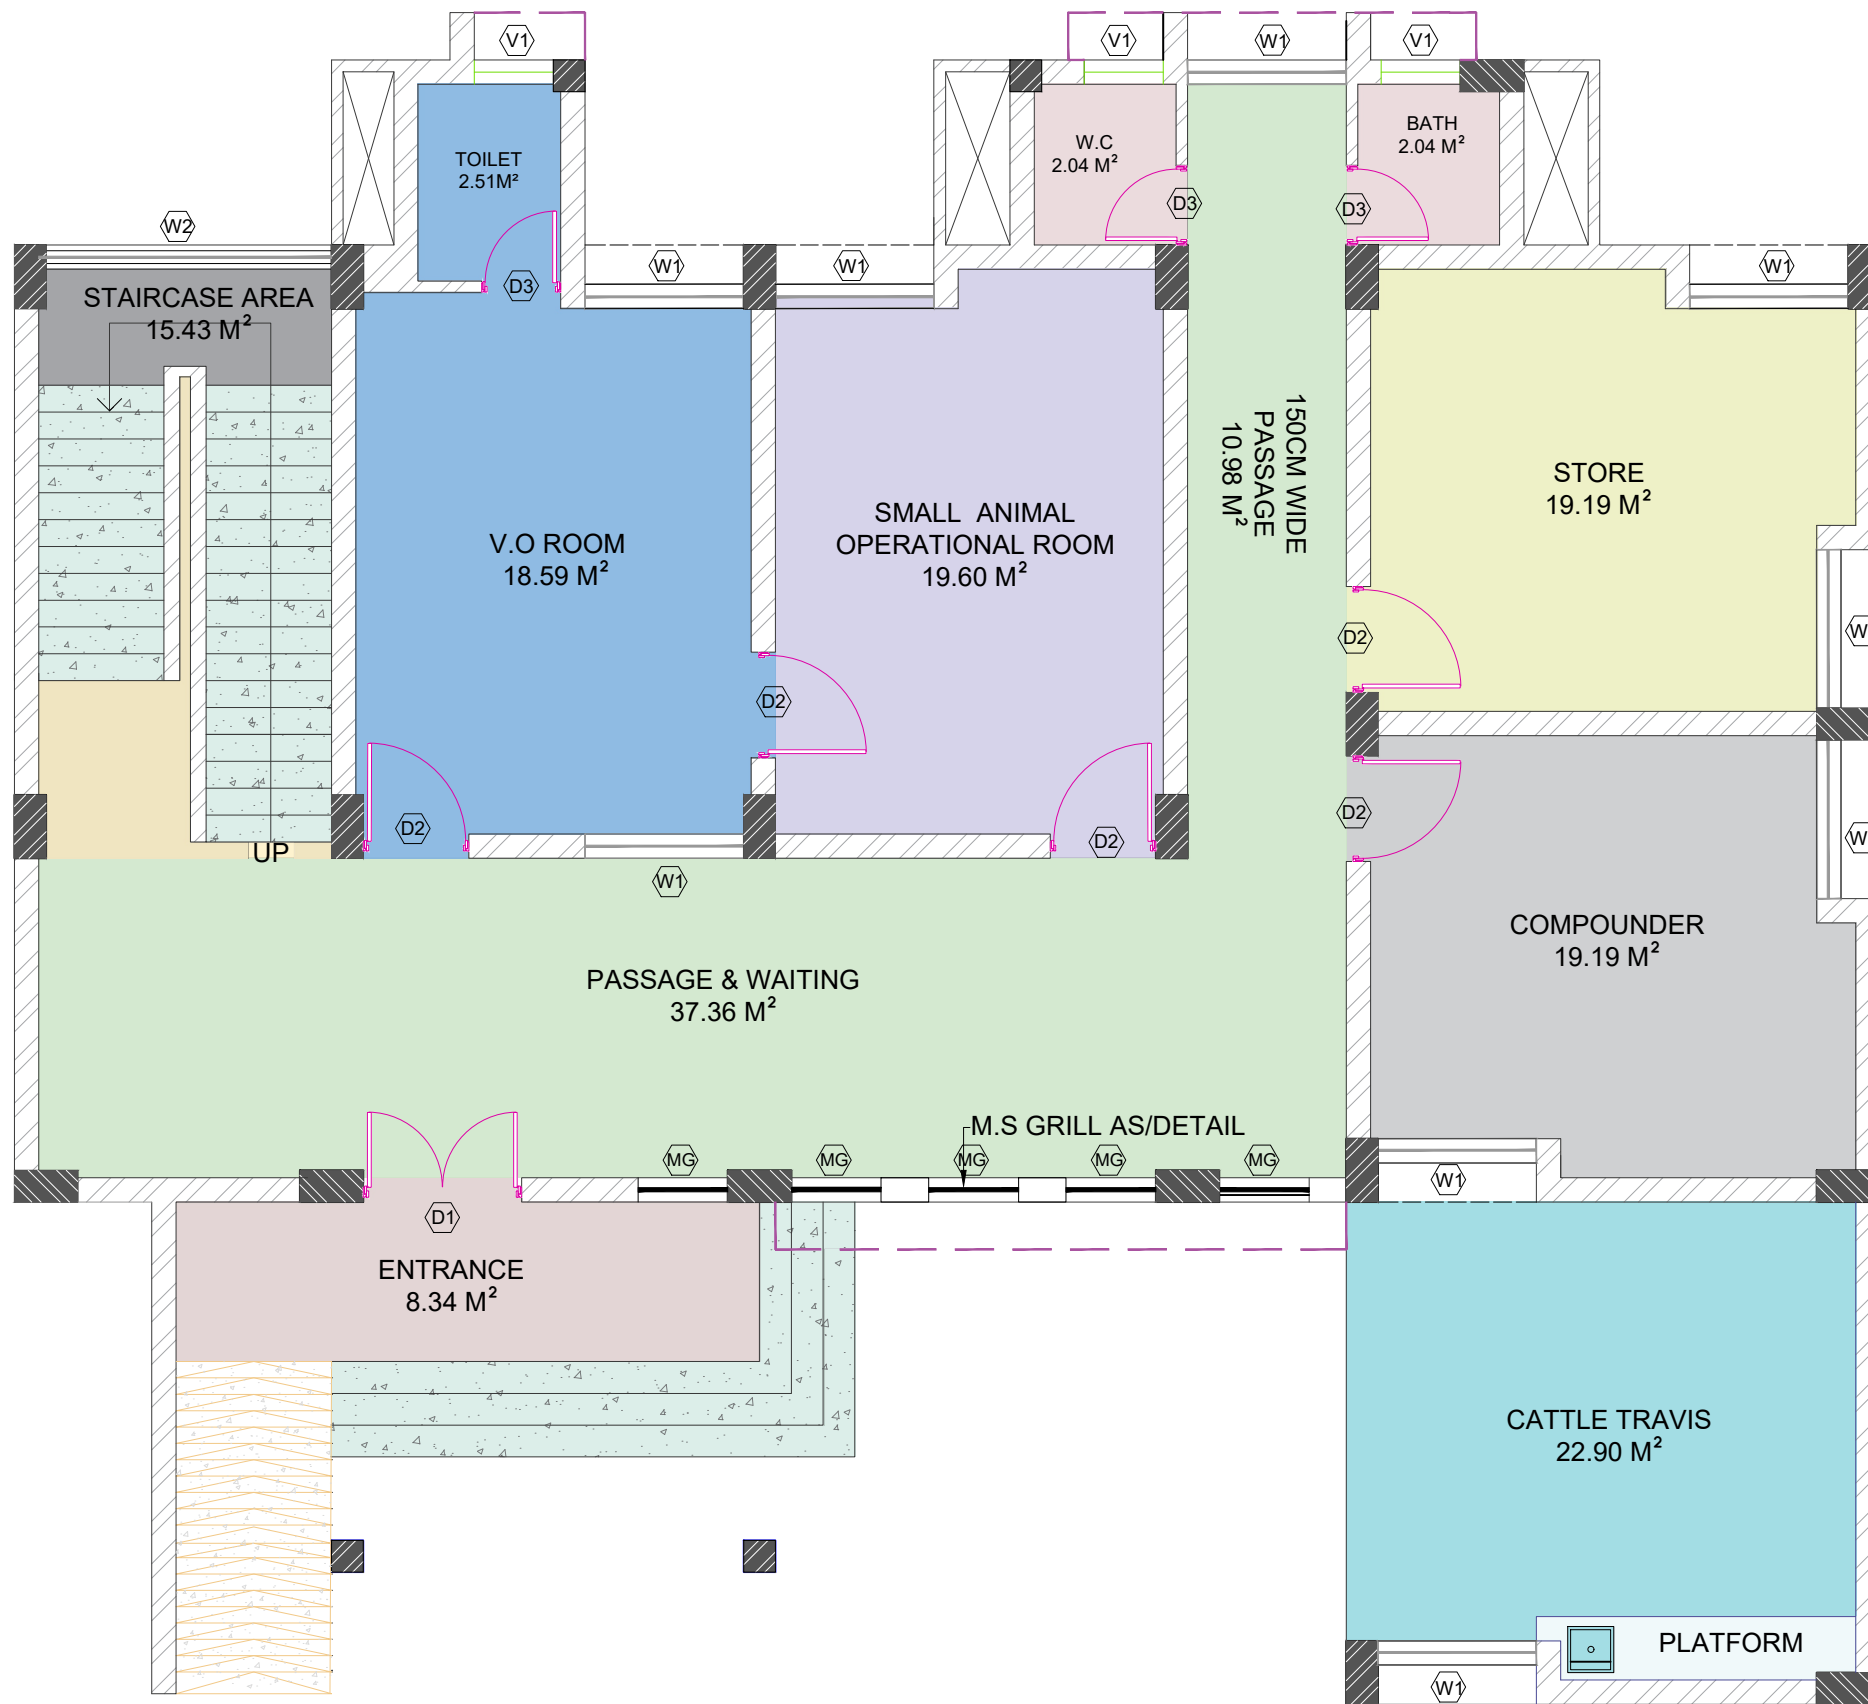 V1
V1
W1
V1
TOILET
2.51M²
W.C
2.04 M²
BATH
2.04 M²
D3
D3
W2
W1
W1
W1
D3
STAIRCASE AREA
15.43 M²
150CM WIDE
PASSAGE
10.98 M²
STORE
19.19 M²
SMALL ANIMAL
OPERATIONAL ROOM
19.60 M²
V.O ROOM
18.59 M²
D2
W
D2
D2
D2
D2
W
UP
W1
COMPOUNDER
19.19 M²
PASSAGE & WAITING
37.36 M²
M.S GRILL AS/DETAIL
MG
MG
MG
MG
MG
W1
D1
ENTRANCE
8.34 M²
CATTLE TRAVIS
22.90 M²
PLATFORM
W1